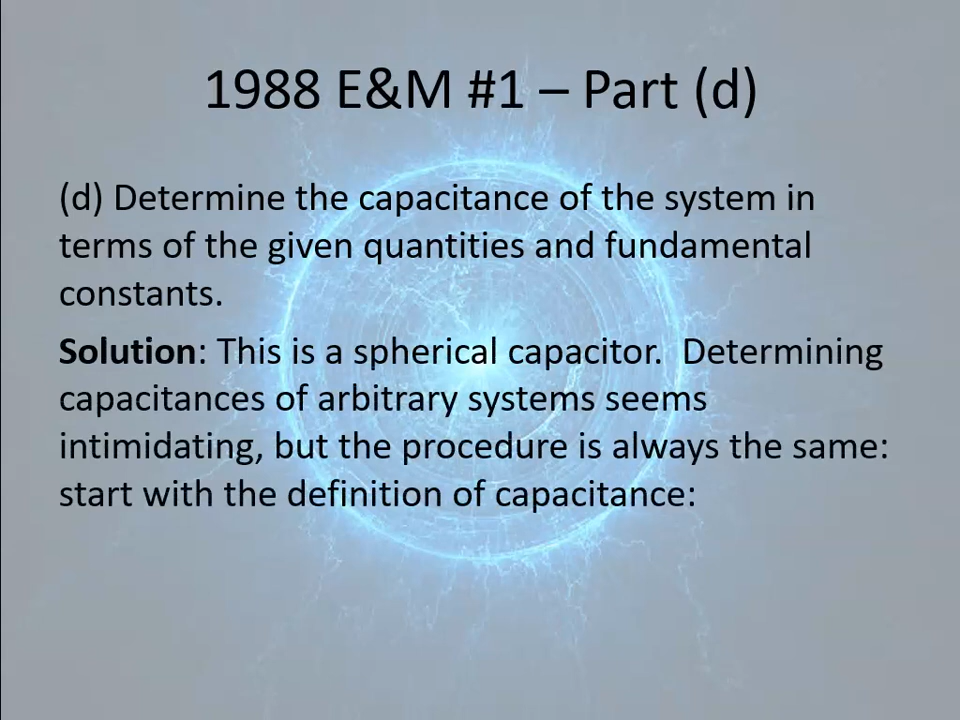 1988 E&M #1 – Part (d)
(d) Determine the capacitance of the system in
terms of the given quantities and fundamental
constants.
Solution: This is a spherical capacitor.  Determining
capacitances of arbitrary systems seems
intimidating, but the procedure is always the same:
start with the definition of capacitance: